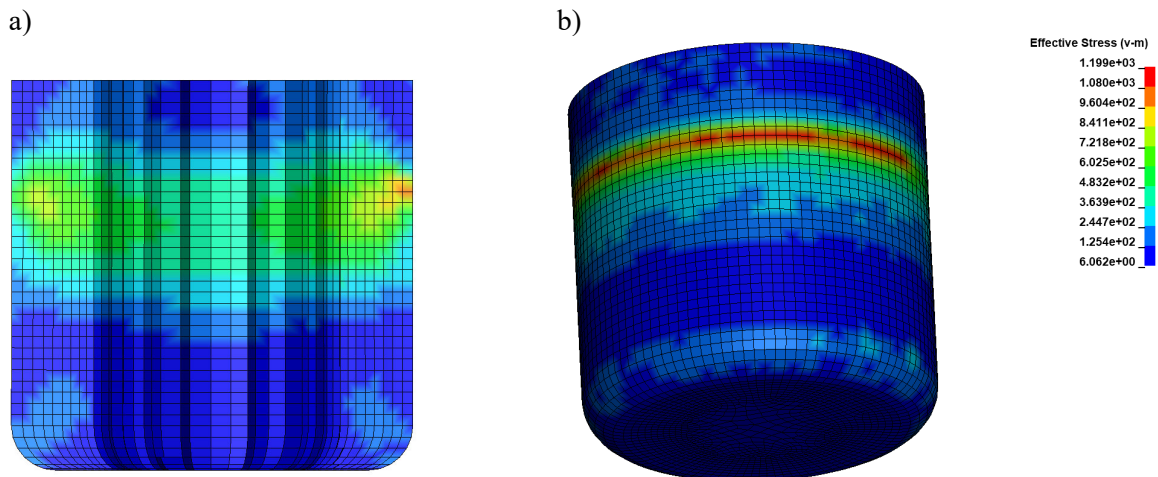 a)
b)
Effective Stress (v-m)
1.199e+03
1.080e+03
9.604e+02
8.411e+02
7.218e+02
6.025e+02
4.832e+02
3.639e+02
2.447e+02
1.254e+02
6.062e+00